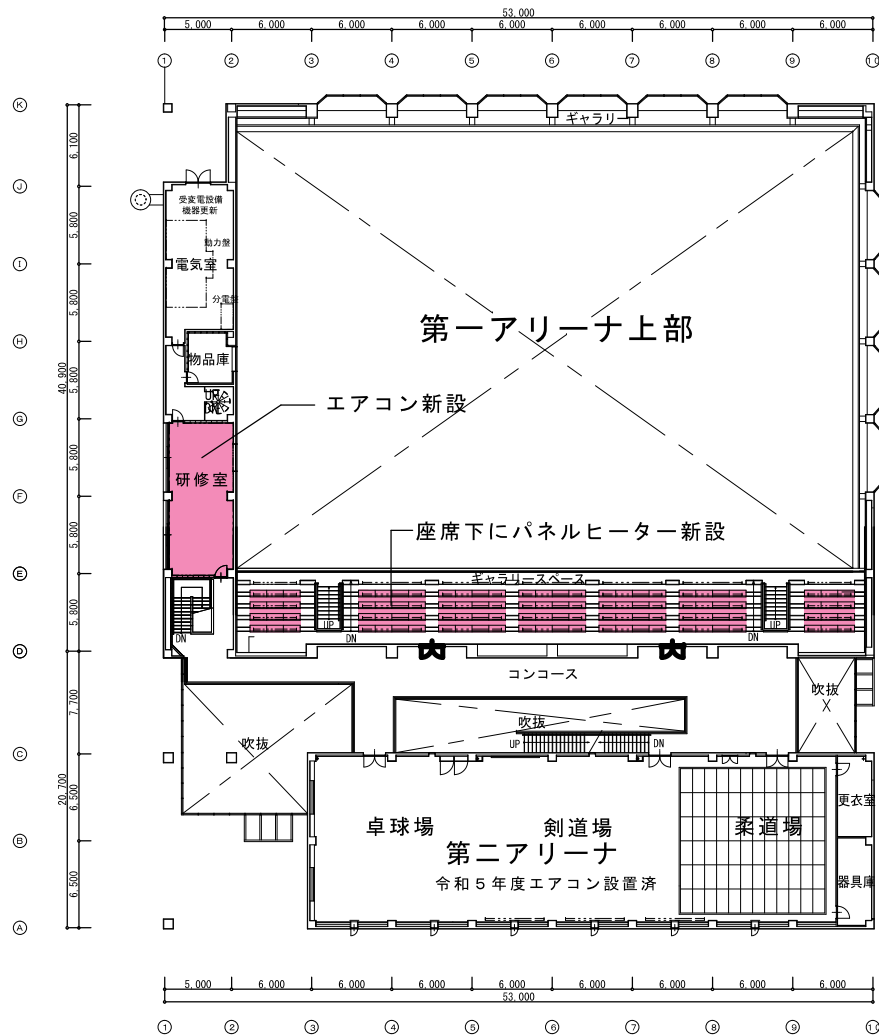 53,000
5,000 6,000 6,000 6,000 6,000 6,000 6,000 6,000 6,000
① ② ③ ④ ⑤ ⑥ ⑦ ⑧ ⑨ ⑩
Ⓚ
ギャラリー
6,100
Ⓙ
受変電設備
機器更新
5,800
動力盤
Ⓘ
電気室
分電盤
5,800
第一アリーナ上部
Ⓗ
物品庫
40,900
5,800
エアコン新設
Ⓖ
5,800
研修室
Ⓕ
座席下にパネルヒーター新設
5,800
Ⓔ
ギャラリースペース
5,800
UP UP
DN DN DN
Ⓓ
コンコース
7,700
吹抜
吹抜
吹抜
UP DN
Ⓒ
20,700
6,500
更衣室
卓球場 剣道場 柔道場
Ⓑ
第二アリーナ
令和5年度エアコン設置済
器具庫
6,500
Ⓐ
5,000 6,000 6,000 6,000 6,000 6,000 6,000 6,000 6,000
53,000
① ② ③ ④ ⑤ ⑥ ⑦ ⑧ ⑨ ⑩